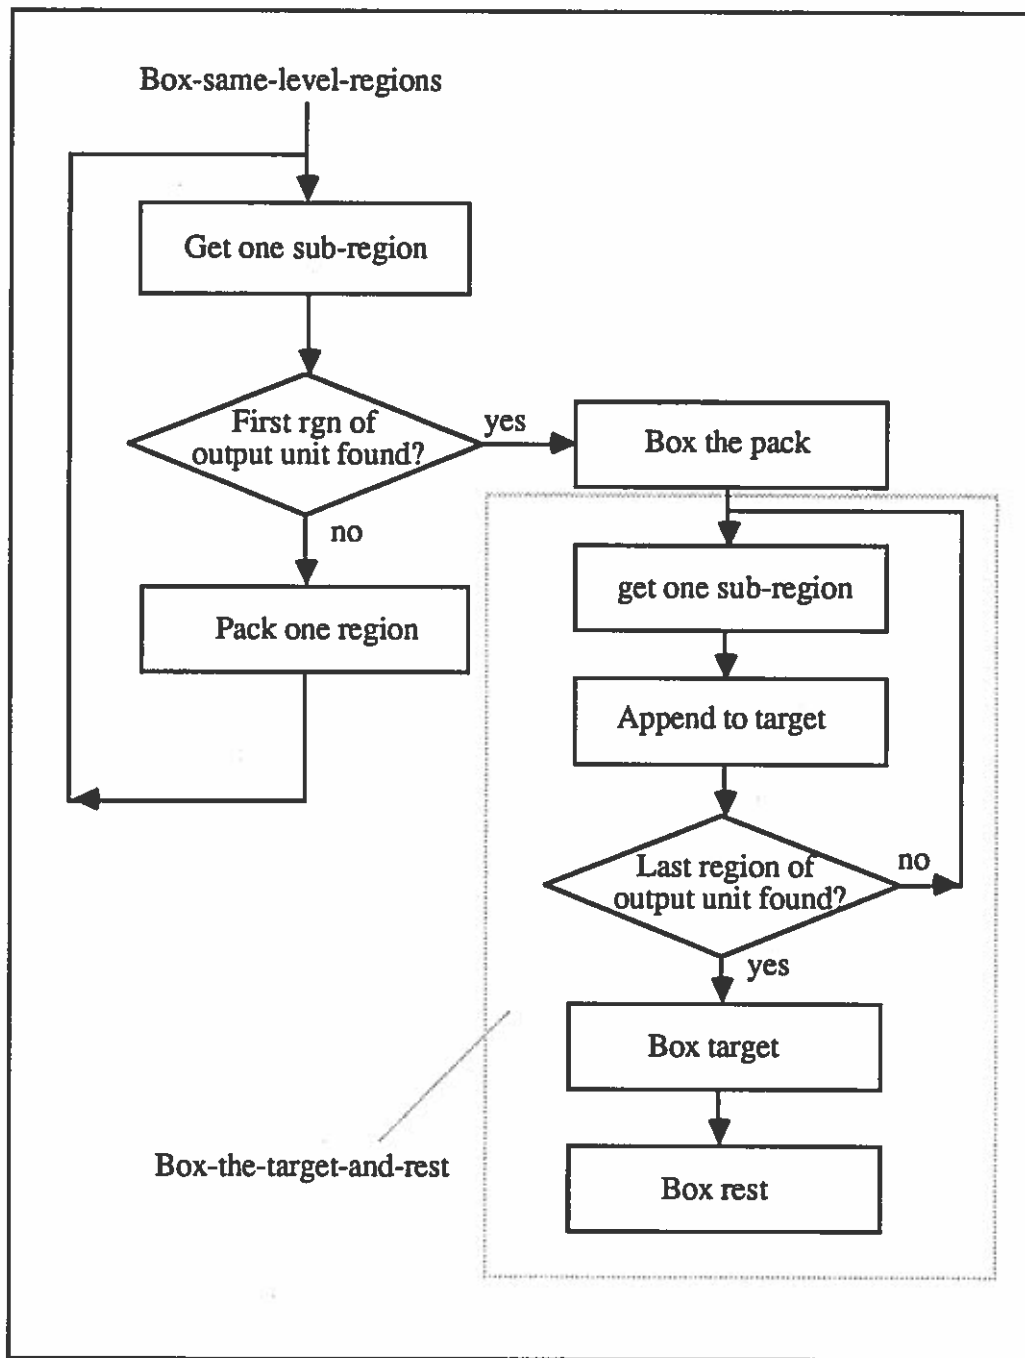 Box-same-level-regions
Get one sub-region
First rgn of
output unit found?
yes
no
Pack one region
Box the pack
get one sub-region
Append to target
Last region of
output unit found?
no
yes
Box target
Box rest
Box-the-target-and-rest